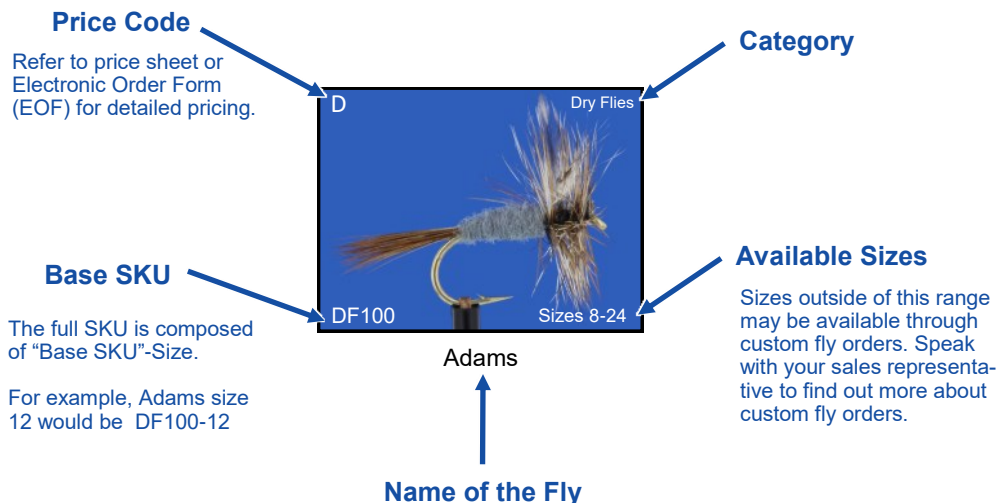 Price Code
Refer to price sheet or
Electronic Order Form
(EOF) for detailed pricing.
Category
D
Dry Flies
Base SKU
The full SKU is composed
of “Base SKU”-Size.
For example, Adams size
12 would be DF100-12
DF100
Sizes 8-24
Available Sizes
Sizes outside of this range
may be available through
custom fly orders. Speak
with your sales representa-
tive to find out more about
custom fly orders.
Adams
Name of the Fly